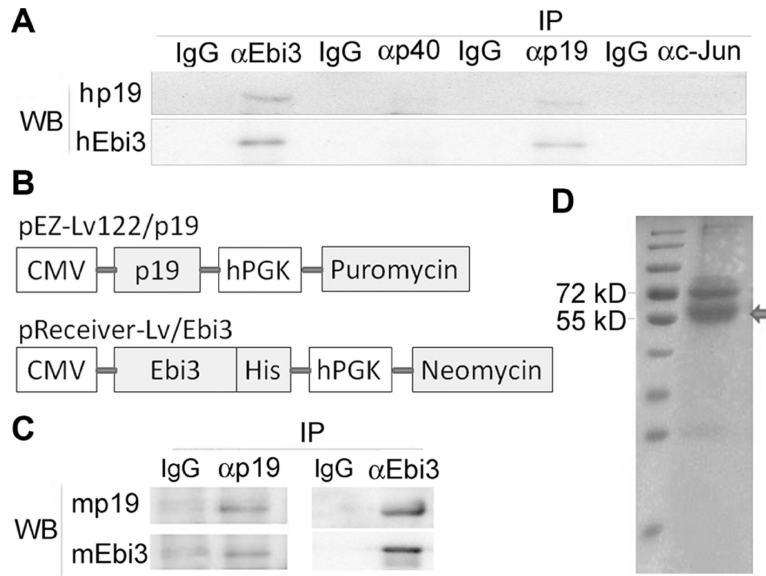 A
IP
IgG αEbi3 IgG αp40 IgG αp19 IgG αc-Jun
WB
hp19
hEbi3
B
pEZ-Lv122/p19
CMV p19 hPGK Puromycin
pReceiver-Lv/Ebi3
CMV Ebi3 His hPGK Neomycin
C
IP
IgG αp19 IgG αEbi3
WB
mp19
mEbi3
D
72 kD
55 kD